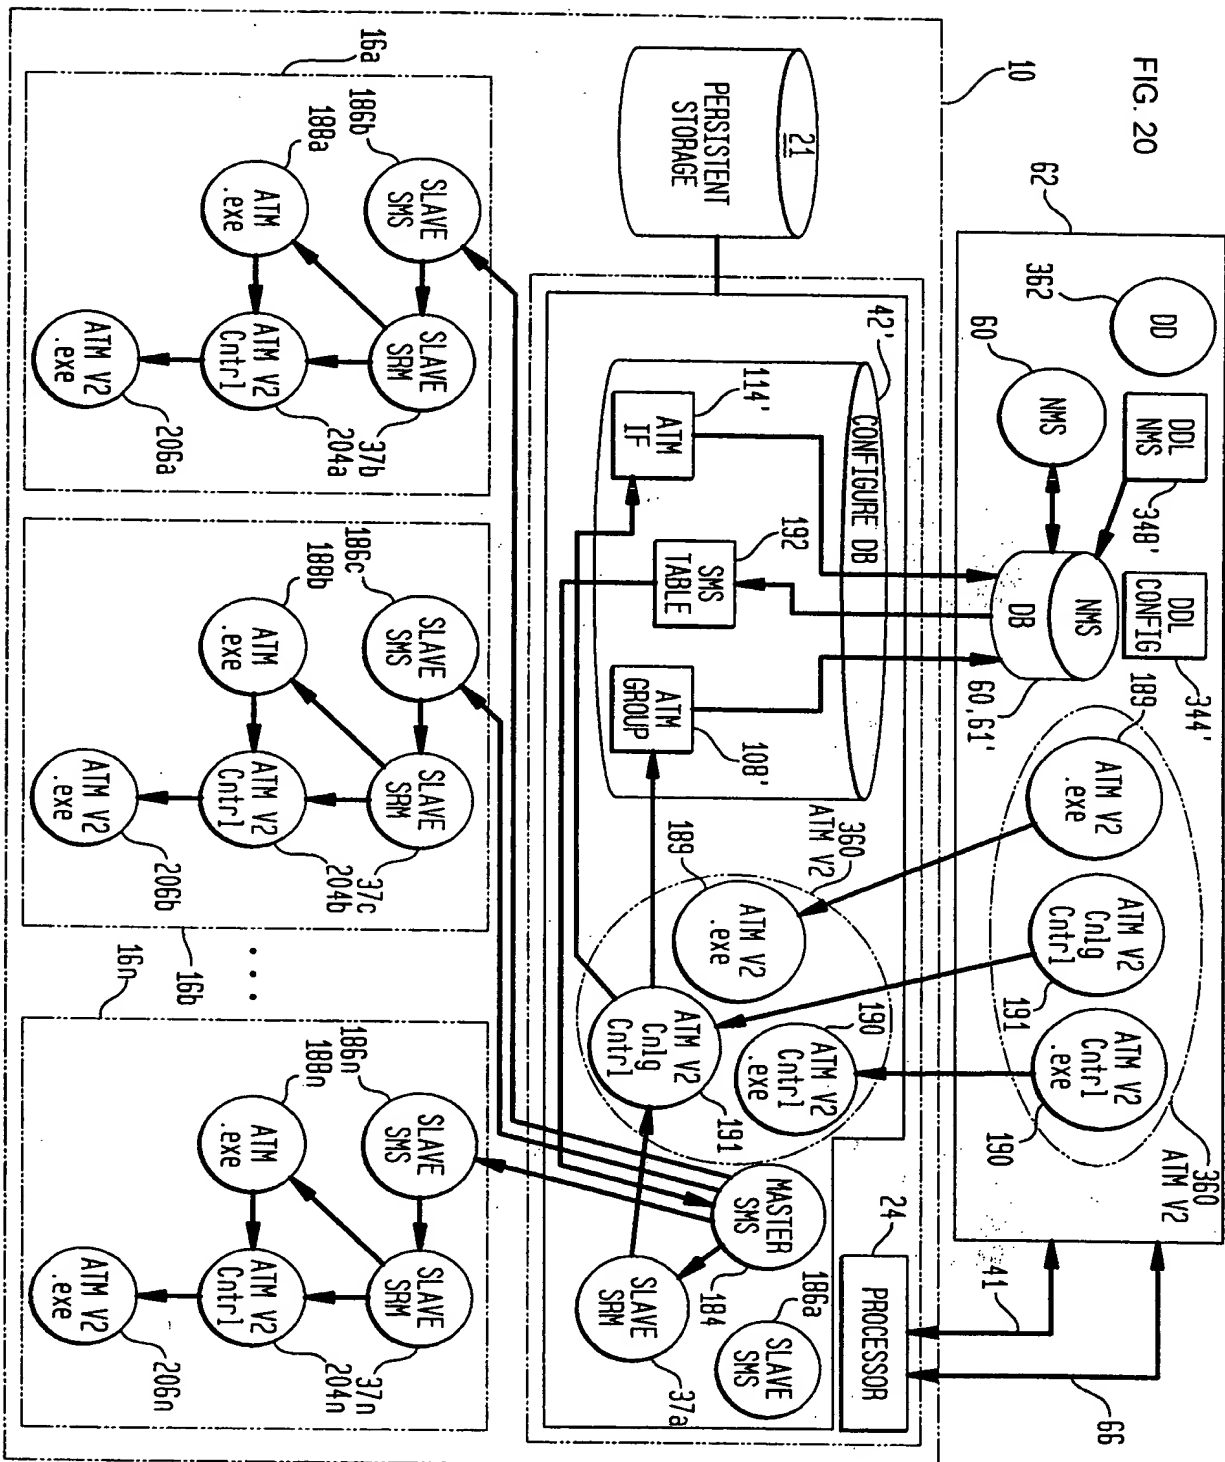 FIG. 20
10
62
362
DD
60
NMS
DDL
NMS
348'
DDL
CONFIG
344'
NMS
DB
60,61'
189
ATM V2
.exe
ATM V2
Cnlg
Cntrl
191
ATM V2
Cntrl
.exe
190
360
ATM V2
41
66
21
PERSISTENT
STORAGE
42'
CONFIGURE DB
114'
ATM
IF
192
SMS
TABLE
ATM
GROUP
108'
360
ATM V2
189
ATM V2
.exe
190
ATM V2
Cntrl
.exe
ATM V2
Cnlg
Cntrl
191
24
PROCESSOR
MASTER
SMS
184
186a
SLAVE
SMS
SLAVE
SRM
37a
16a
186b
SLAVE
SMS
188a
ATM
.exe
SLAVE
SRM
37b
ATM V2
Cntrl
204a
ATM V2
.exe
206a
186c
SLAVE
SMS
188b
ATM
.exe
SLAVE
SRM
37c
ATM V2
Cntrl
204b
ATM V2
.exe
206b
16b
16n
186n
SLAVE
SMS
188n
ATM
.exe
SLAVE
SRM
37n
ATM V2
Cntrl
204n
ATM V2
.exe
206n